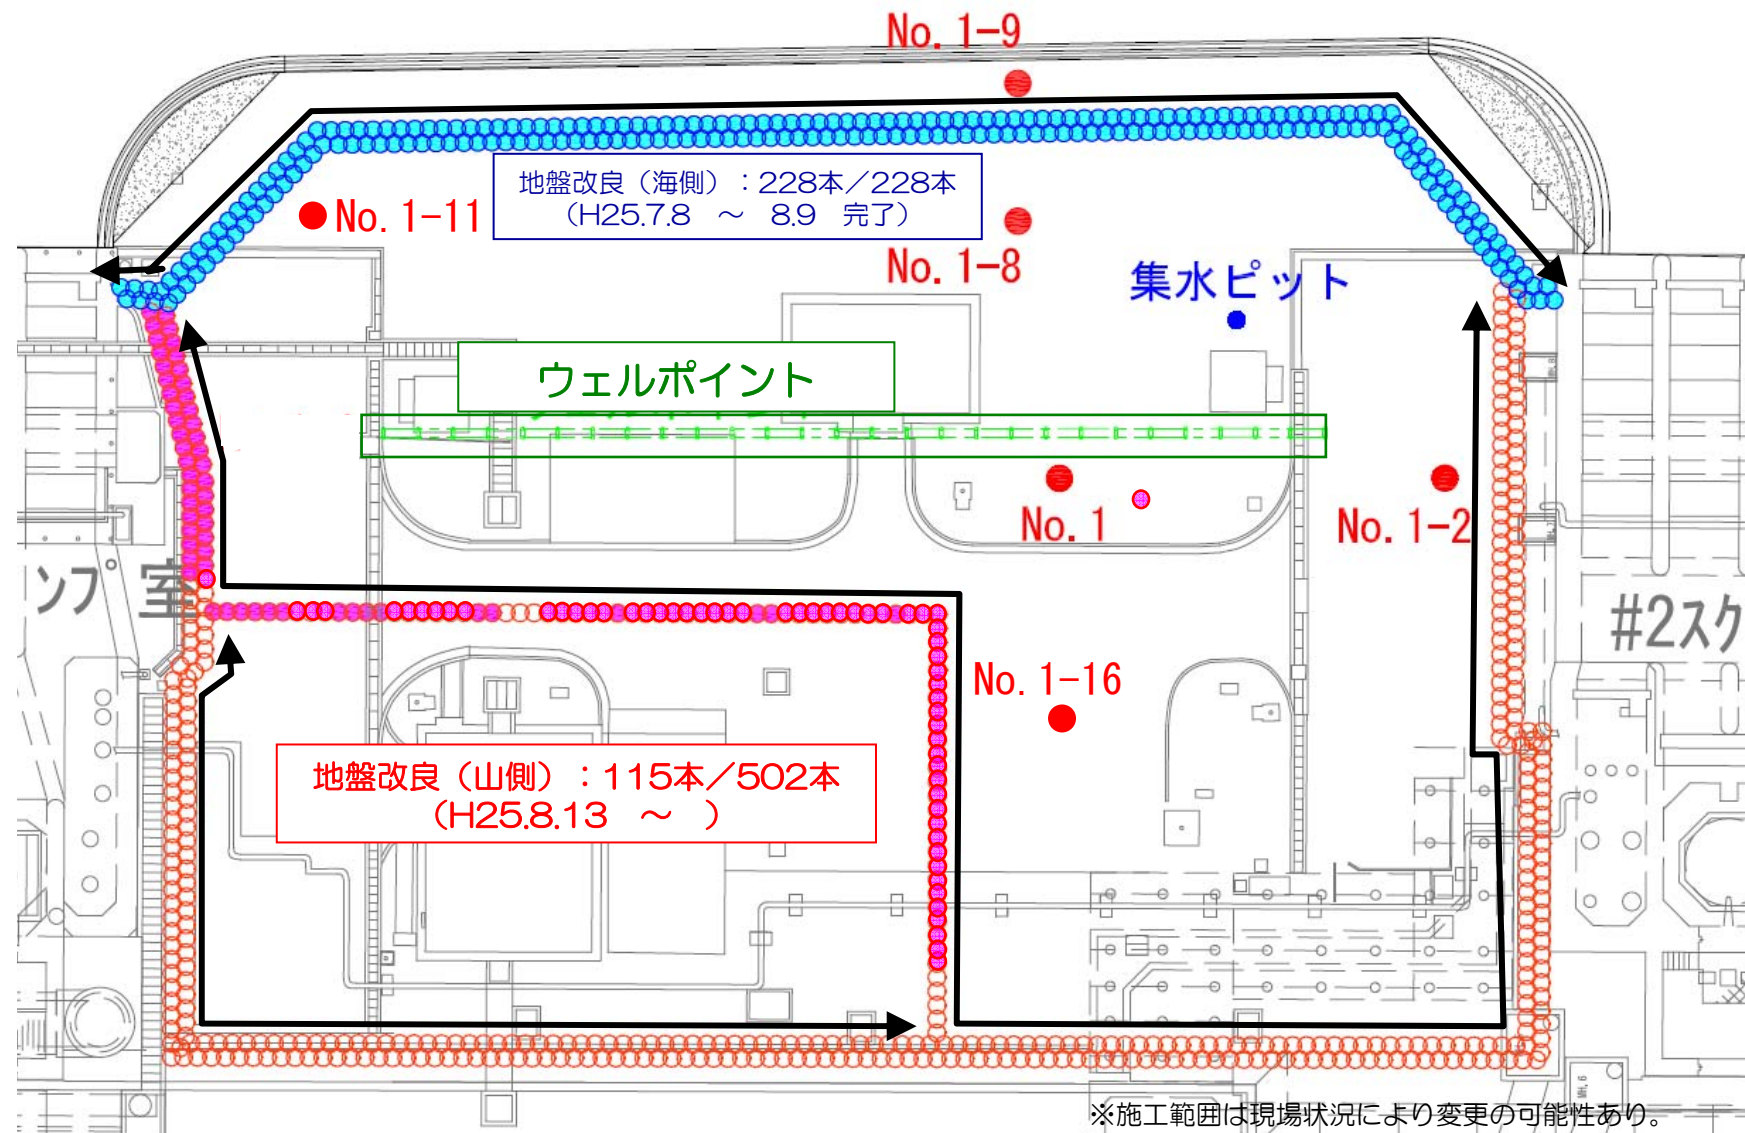 No. 1-9
地盤改良（海側）：228本／228本
（H25.7.8　～　8.9　完了）
No. 1-11
No. 1-8
集水ピット
ウェルポイント
No. 1
No. 1-2
ンプ室
#2スク
No. 1-16
地盤改良（山側）：115本／502本
（H25.8.13　～　）
※施工範囲は現場状況により変更の可能性あり。